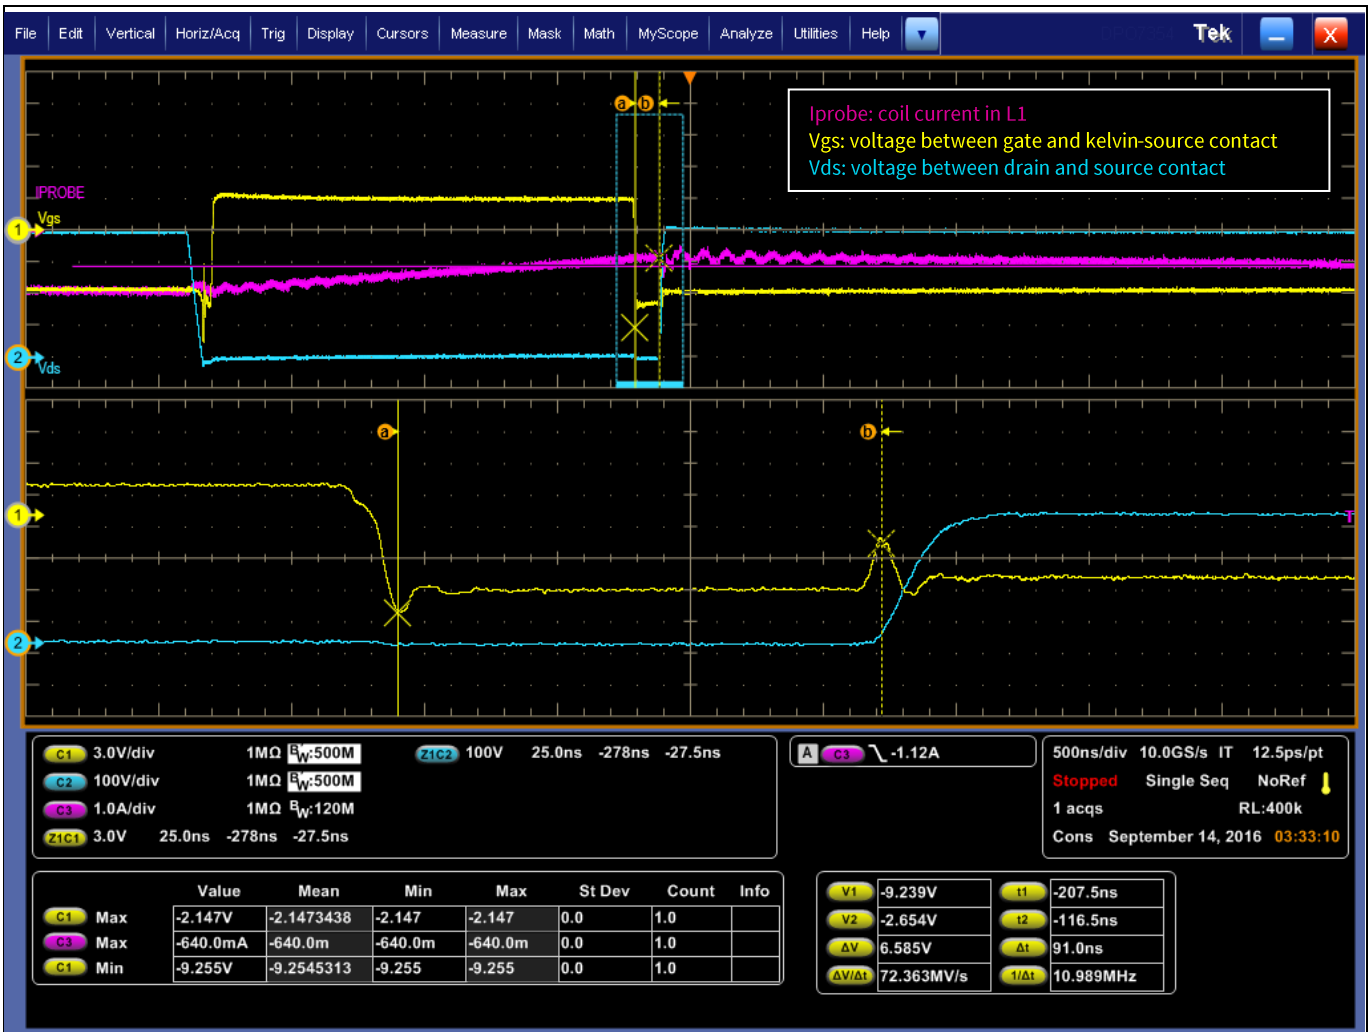 File Edit Vertical Horiz/Acq Trig Display Cursors Measure Mask Math MyScope Analyze Utilities Help Tek X
a b
Iprobe: coil current in L1
Vgs: voltage between gate and kelvin-source contact
Vds: voltage between drain and source contact
IPROBE
Vgs
1
2
Vds
a b
1
T
2
C1 3.0V/div 1MΩ BW:500M Z1C2 100V 25.0ns -278ns -27.5ns
C2 100V/div 1MΩ BW:500M
C3 1.0A/div 1MΩ BW:120M
Z1C1 3.0V 25.0ns -278ns -27.5ns
A C3 -1.12A
500ns/div 10.0GS/s IT 12.5ps/pt
Stopped Single Seq NoRef
1 acqs RL:400k
Cons September 14, 2016 03:33:10
Value Mean Min Max St Dev Count Info
C1 Max -2.147V -2.1473438 -2.147 -2.147 0.0 1.0
C3 Max -640.0mA -640.0m -640.0m -640.0m 0.0 1.0
C1 Min -9.255V -9.2545313 -9.255 -9.255 0.0 1.0
V1 -9.239V t1 -207.5ns
V2 -2.654V t2 -116.5ns
ΔV 6.585V Δt 91.0ns
ΔV/Δt 72.363MV/s 1/Δt 10.989MHz